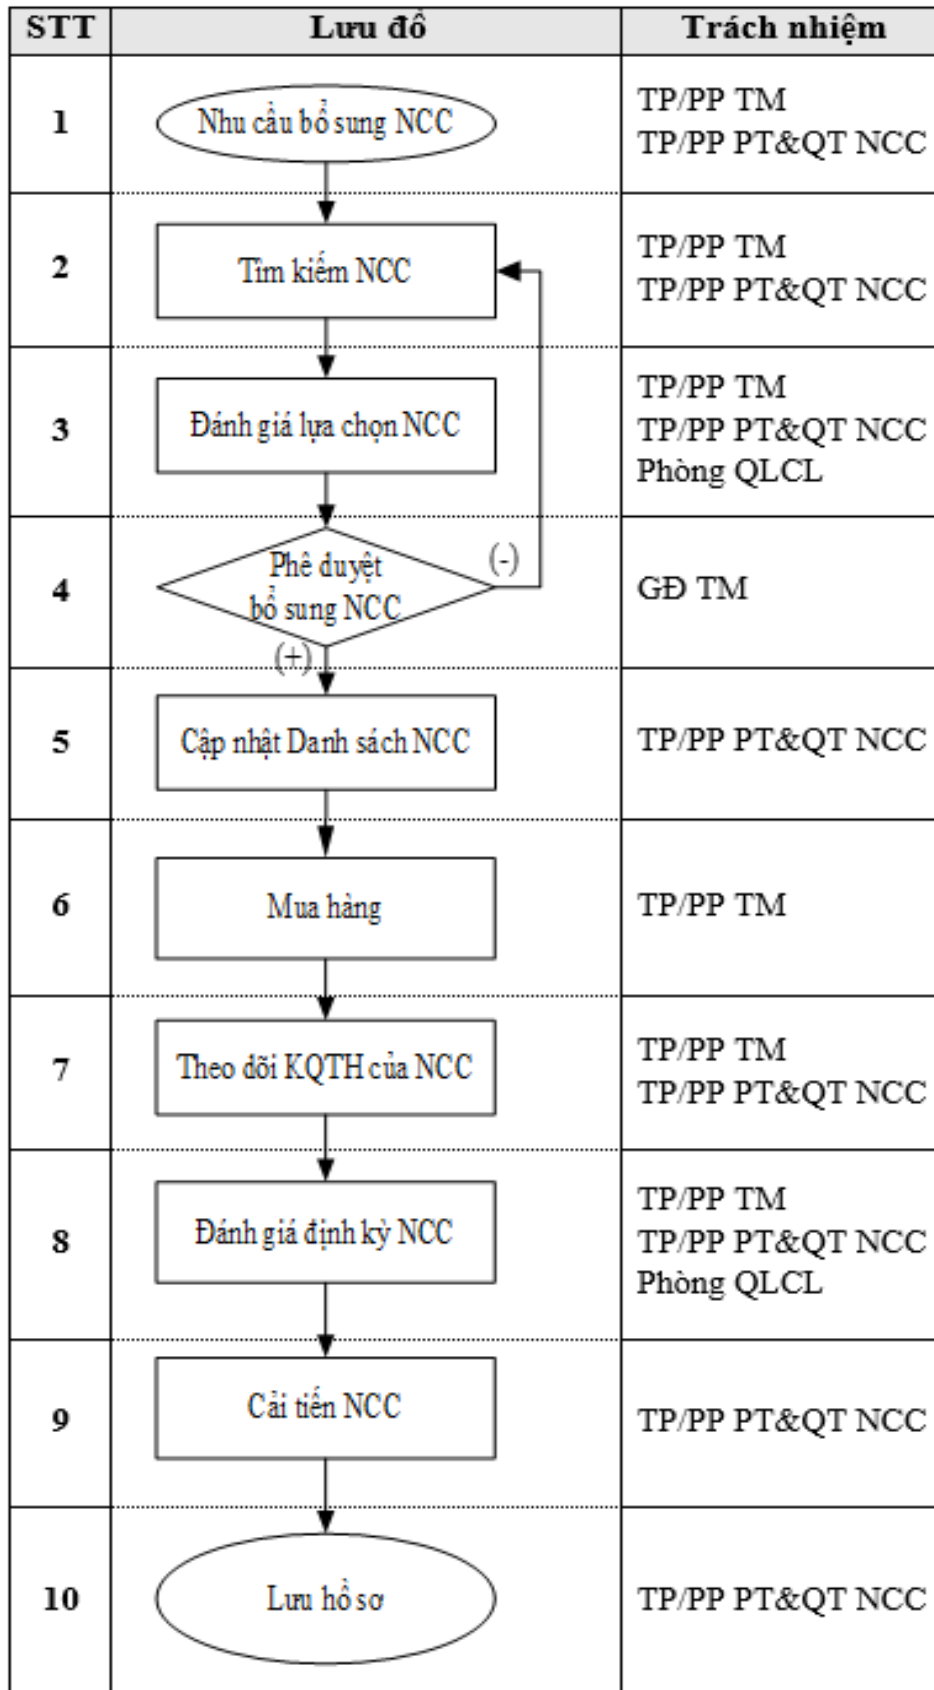 STT Lưu đồ Trách nhiệm
1
Nhu cầu bổ sung NCC
TP/PP TM
TP/PP PT&QT NCC
2
Tìm kiếm NCC
TP/PP TM
TP/PP PT&QT NCC
3
Đánh giá lựa chọn NCC
TP/PP TM
TP/PP PT&QT NCC
Phòng QLCL
4
Phê duyệt
bổ sung NCC
(-)
(+)
GĐ TM
5
Cập nhật Danh sách NCC
TP/PP PT&QT NCC
6
Mua hàng
TP/PP TM
7
Theo dõi KQTH của NCC
TP/PP TM
TP/PP PT&QT NCC
8
Đánh giá định kỳ NCC
TP/PP TM
TP/PP PT&QT NCC
Phòng QLCL
9
Cải tiến NCC
TP/PP PT&QT NCC
10
Lưu hồ sơ
TP/PP PT&QT NCC